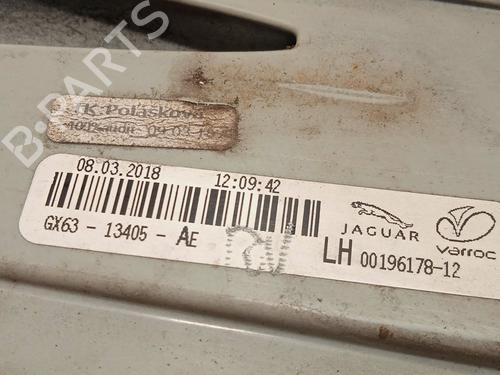 B-PARTS
K Polaskova
08.03.2018 12:09:42
GX63 - 13405 - AE
JAGUAR
Varroc
LH 00196178-12